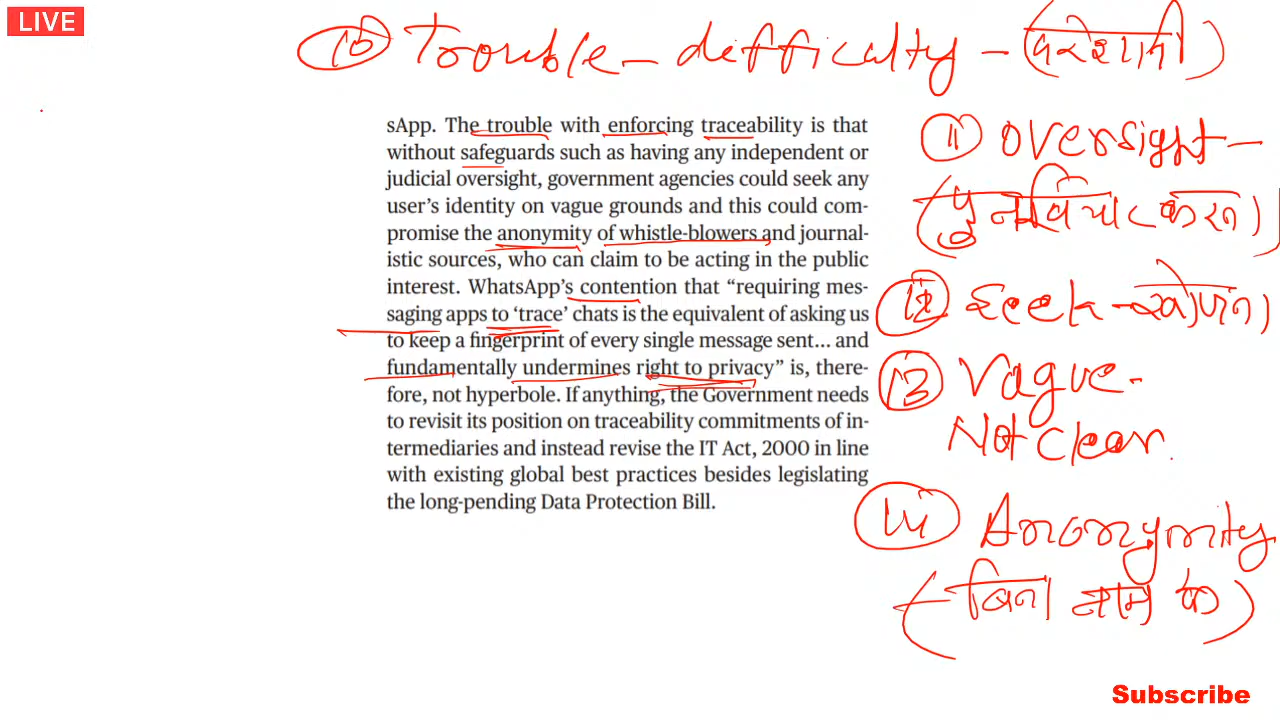 LIVE
10 Trouble - difficulty - (परेशानी)
sApp. The trouble with enforcing traceability is that
without safeguards such as having any independent or
judicial oversight, government agencies could seek any
user's identity on vague grounds and this could com-
promise the anonymity of whistle-blowers and journal-
istic sources, who can claim to be acting in the public
interest. WhatsApp's contention that “requiring mes-
saging apps to ‘trace’ chats is the equivalent of asking us
to keep a fingerprint of every single message sent... and
fundamentally undermines right to privacy” is, there-
fore, not hyperbole. If anything, the Government needs
to revisit its position on traceability commitments of in-
termediaries and instead revise the IT Act, 2000 in line
with existing global best practices besides legislating
the long-pending Data Protection Bill.
11 Oversight -
12 Seek -
13 Vague -
Not Clear.
14 Anonymity
(बिना नाम के)
Subscribe